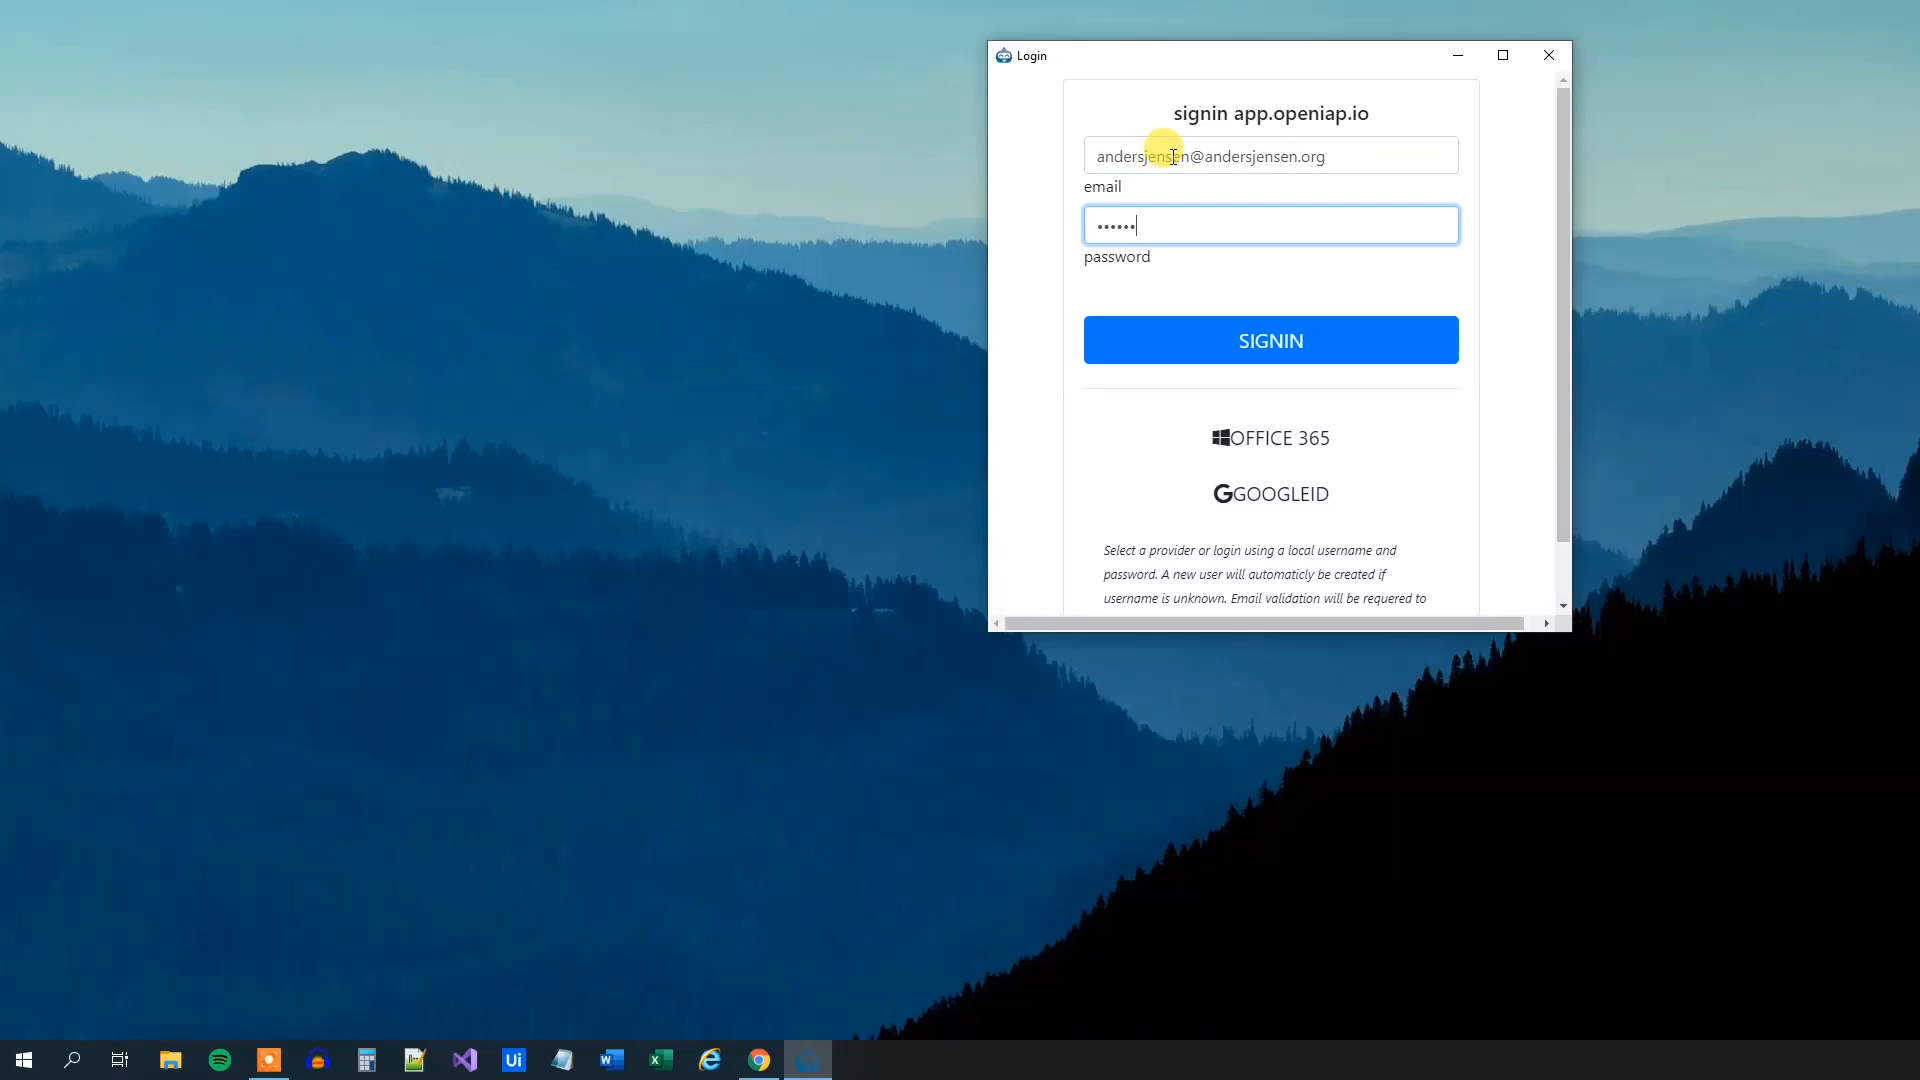 Login
signin app.openiap.io
andersjensen@andersjensen.org
email
••••••
password
SIGNIN
OFFICE 365
GOOGLEID
Select a provider or login using a local username and
password. A new user will automaticly be created if
username is unknown. Email validation will be requered to
Ui